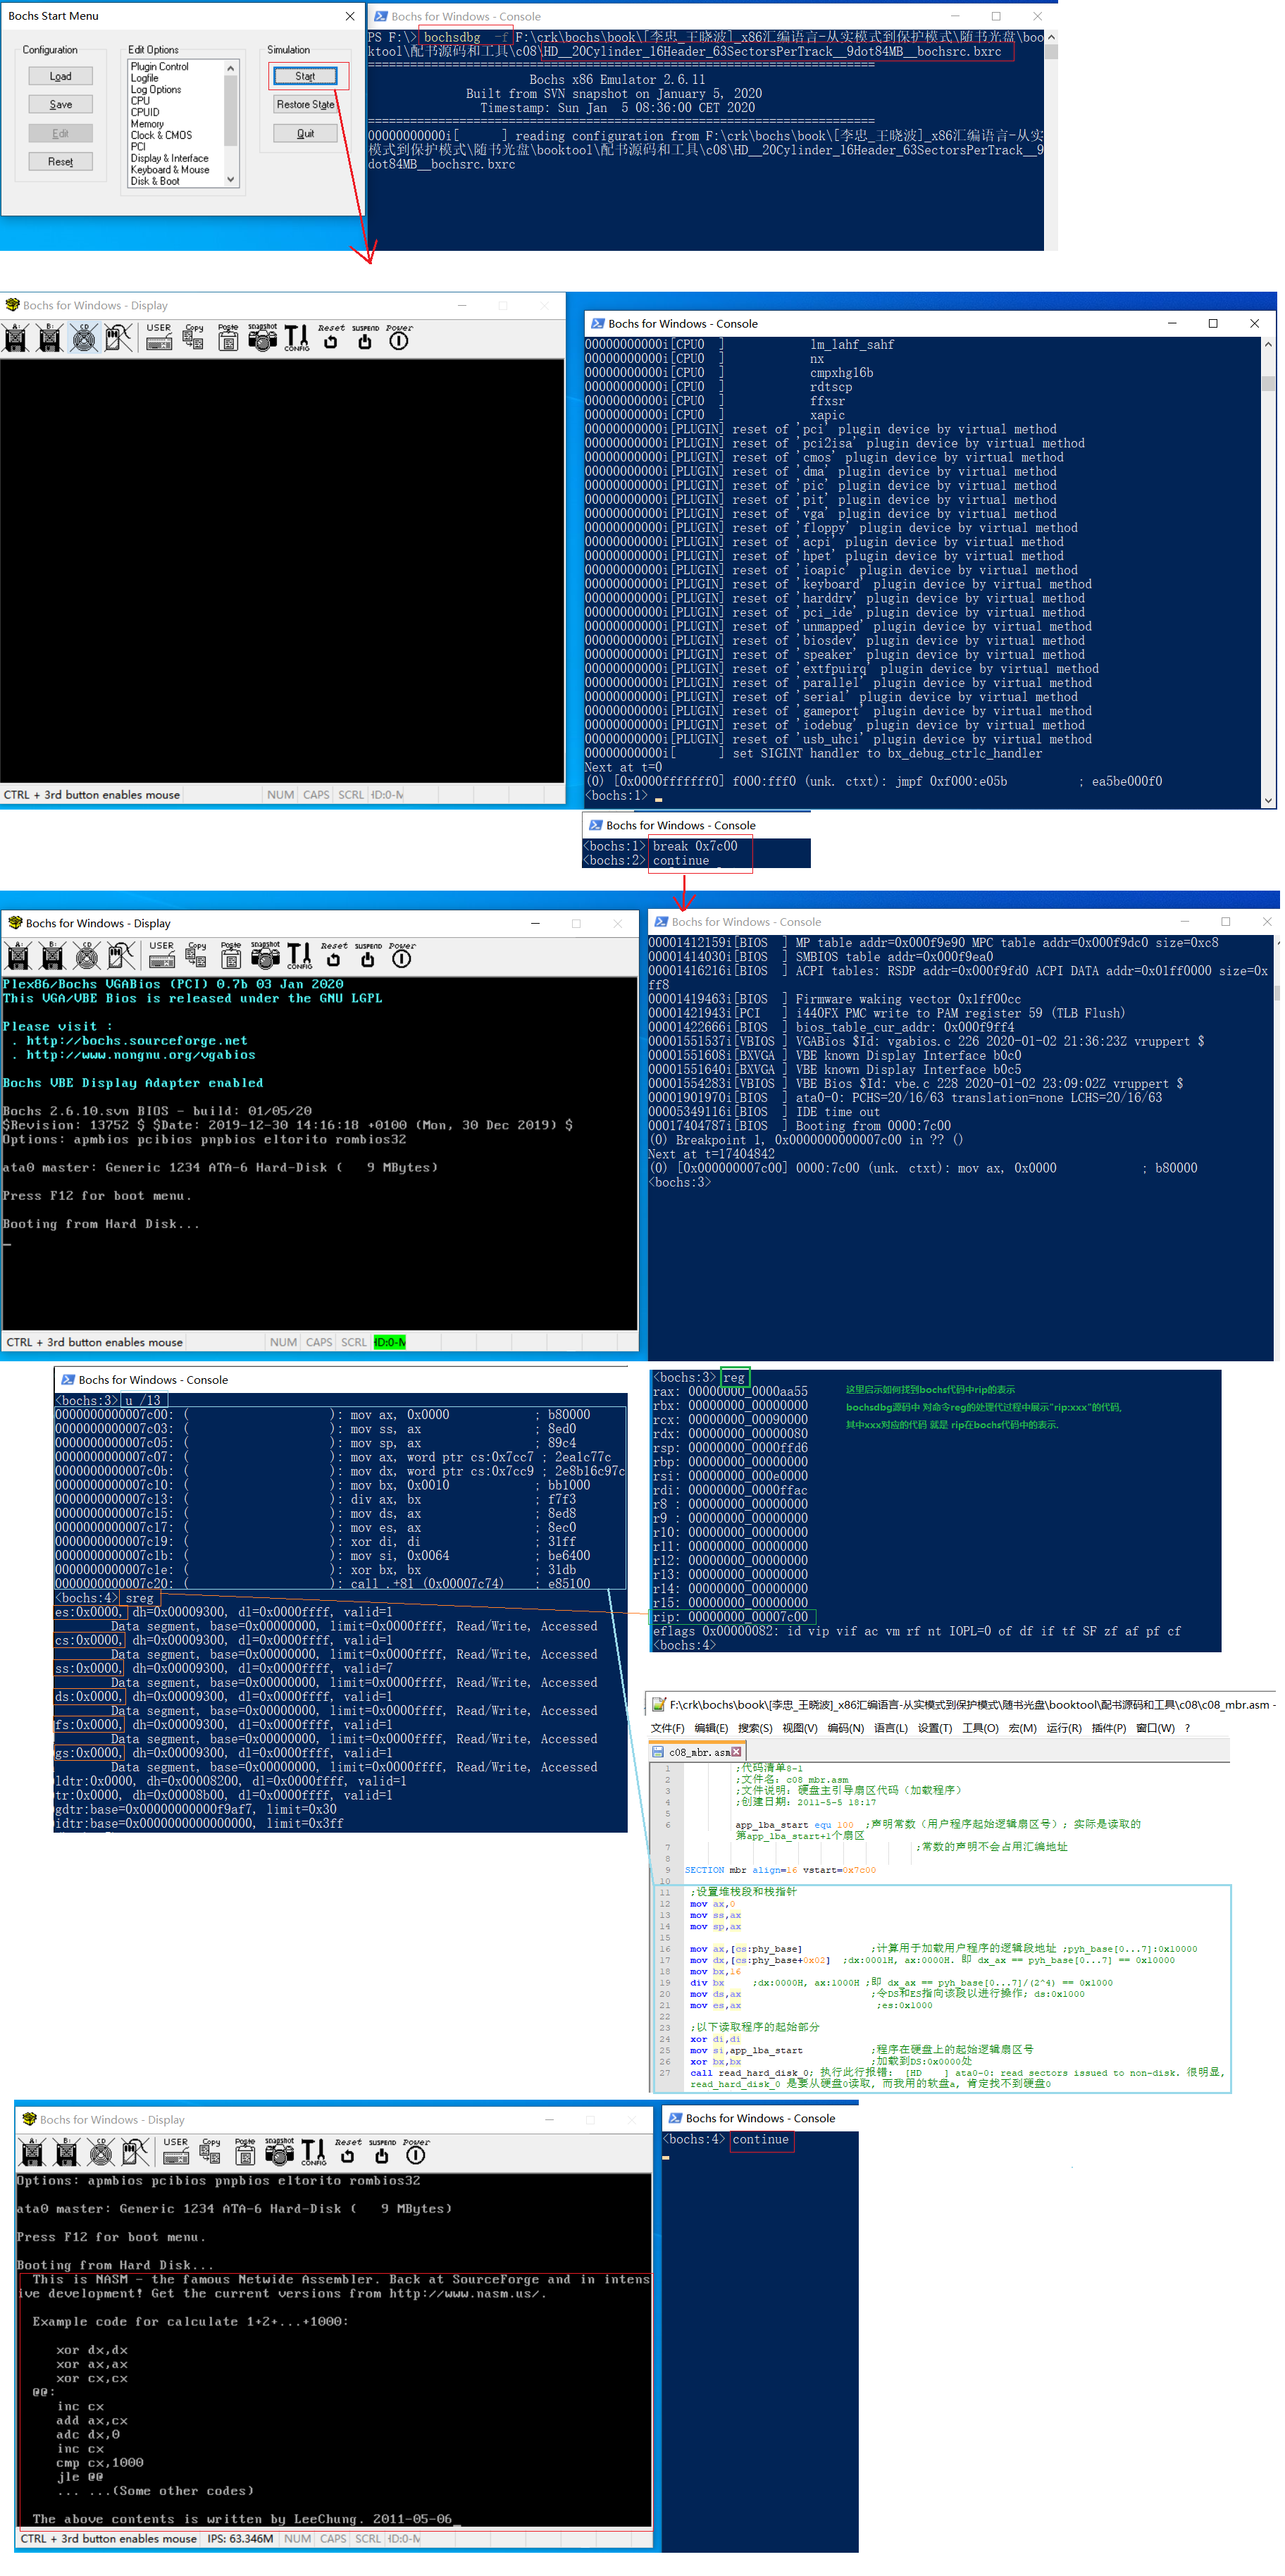 Bochs Start Menu
Configuration
Load
Save
Edit
Reset
Edit Options
Plugin Control
Logfile
Log Options
CPU
CPUID
Memory
Clock & CMOS
PCI
Display & Interface
Keyboard & Mouse
Disk & Boot
Simulation
Start
Restore State
Quit
Bochs for Windows - Console
PS F:\> bochsdbg -f F:\crk\bochs\book\[李忠_王晓波]_x86汇编语言-从实模式到保护模式\随书光盘\boo
ktool\配书源码和工具\c08\HD__20Cylinder_16Header_63SectorsPerTrack__9dot84MB__bochsrc.bxrc
========================================================================
Bochs x86 Emulator 2.6.11
Built from SVN snapshot on January 5, 2020
Timestamp: Sun Jan  5 08:36:00 CET 2020
========================================================================
00000000000i[      ] reading configuration from F:\crk\bochs\book\[李忠_王晓波]_x86汇编语言-从实
模式到保护模式\随书光盘\booktool\配书源码和工具\c08\HD__20Cylinder_16Header_63SectorsPerTrack__9
dot84MB__bochsrc.bxrc
Bochs for Windows - Display
A: B: CD USER Copy Paste snapshot CONFIG Reset SUSPEND Power
CTRL + 3rd button enables mouse NUM CAPS SCRL HD:0-M
Bochs for Windows - Console
00000000000i[CPU0  ]            lm_lahf_sahf
00000000000i[CPU0  ]            nx
00000000000i[CPU0  ]            cmpxhg16b
00000000000i[CPU0  ]            rdtscp
00000000000i[CPU0  ]            ffxsr
00000000000i[CPU0  ]            xapic
00000000000i[PLUGIN] reset of 'pci' plugin device by virtual method
00000000000i[PLUGIN] reset of 'pci2isa' plugin device by virtual method
00000000000i[PLUGIN] reset of 'cmos' plugin device by virtual method
00000000000i[PLUGIN] reset of 'dma' plugin device by virtual method
00000000000i[PLUGIN] reset of 'pic' plugin device by virtual method
00000000000i[PLUGIN] reset of 'pit' plugin device by virtual method
00000000000i[PLUGIN] reset of 'vga' plugin device by virtual method
00000000000i[PLUGIN] reset of 'floppy' plugin device by virtual method
00000000000i[PLUGIN] reset of 'acpi' plugin device by virtual method
00000000000i[PLUGIN] reset of 'hpet' plugin device by virtual method
00000000000i[PLUGIN] reset of 'ioapic' plugin device by virtual method
00000000000i[PLUGIN] reset of 'keyboard' plugin device by virtual method
00000000000i[PLUGIN] reset of 'harddrv' plugin device by virtual method
00000000000i[PLUGIN] reset of 'pci_ide' plugin device by virtual method
00000000000i[PLUGIN] reset of 'unmapped' plugin device by virtual method
00000000000i[PLUGIN] reset of 'biosdev' plugin device by virtual method
00000000000i[PLUGIN] reset of 'speaker' plugin device by virtual method
00000000000i[PLUGIN] reset of 'extfpuirq' plugin device by virtual method
00000000000i[PLUGIN] reset of 'parallel' plugin device by virtual method
00000000000i[PLUGIN] reset of 'serial' plugin device by virtual method
00000000000i[PLUGIN] reset of 'gameport' plugin device by virtual method
00000000000i[PLUGIN] reset of 'iodebug' plugin device by virtual method
00000000000i[PLUGIN] reset of 'usb_uhci' plugin device by virtual method
00000000000i[      ] set SIGINT handler to bx_debug_ctrlc_handler
Next at t=0
(0) [0x0000fffffff0] f000:fff0 (unk. ctxt): jmpf 0xf000:e05b          ; ea5be000f0
<bochs:1>
Bochs for Windows - Console
<bochs:1> break 0x7c00
<bochs:2> continue
Bochs for Windows - Display
A: B: CD USER Copy Paste snapshot CONFIG Reset SUSPEND Power
Plex86/Bochs VGABios (PCI) 0.7b 03 Jan 2020
This VGA/VBE Bios is released under the GNU LGPL
Please visit :
. http://bochs.sourceforge.net
. http://www.nongnu.org/vgabios
Bochs VBE Display Adapter enabled
Bochs 2.6.10.svn BIOS - build: 01/05/20
$Revision: 13752 $ $Date: 2019-12-30 14:16:18 +0100 (Mon, 30 Dec 2019) $
Options: apmbios pcibios pnpbios eltorito rombios32
ata0 master: Generic 1234 ATA-6 Hard-Disk (   9 MBytes)
Press F12 for boot menu.
Booting from Hard Disk...
CTRL + 3rd button enables mouse NUM CAPS SCRL HD:0-M
Bochs for Windows - Console
00001412159i[BIOS  ] MP table addr=0x000f9e90 MPC table addr=0x000f9dc0 size=0xc8
00001414030i[BIOS  ] SMBIOS table addr=0x000f9ea0
00001416216i[BIOS  ] ACPI tables: RSDP addr=0x000f9fd0 ACPI DATA addr=0x01ff0000 size=0x
ff8
00001419463i[BIOS  ] Firmware waking vector 0x1ff00cc
00001421943i[PCI   ] i440FX PMC write to PAM register 59 (TLB Flush)
00001422666i[BIOS  ] bios_table_cur_addr: 0x000f9ff4
00001551537i[VBIOS ] VGABios $Id: vgabios.c 226 2020-01-02 21:36:23Z vruppert $
00001551608i[BXVGA ] VBE known Display Interface b0c0
00001551640i[BXVGA ] VBE known Display Interface b0c5
00001554283i[VBIOS ] VBE Bios $Id: vbe.c 228 2020-01-02 23:09:02Z vruppert $
00001901970i[BIOS  ] ata0-0: PCHS=20/16/63 translation=none LCHS=20/16/63
00005349116i[BIOS  ] IDE time out
00017404787i[BIOS  ] Booting from 0000:7c00
(0) Breakpoint 1, 0x0000000000007c00 in ?? ()
Next at t=17404842
(0) [0x000000007c00] 0000:7c00 (unk. ctxt): mov ax, 0x0000            ; b80000
<bochs:3>
Bochs for Windows - Console
<bochs:3> u /13
0000000000007c00: (                    ): mov ax, 0x0000            ; b80000
0000000000007c03: (                    ): mov ss, ax                ; 8ed0
0000000000007c05: (                    ): mov sp, ax                ; 89c4
0000000000007c07: (                    ): mov ax, word ptr cs:0x7cc7 ; 2ea1c77c
0000000000007c0b: (                    ): mov dx, word ptr cs:0x7cc9 ; 2e8b16c97c
0000000000007c10: (                    ): mov bx, 0x0010            ; bb1000
0000000000007c13: (                    ): div ax, bx                ; f7f3
0000000000007c15: (                    ): mov ds, ax                ; 8ed8
0000000000007c17: (                    ): mov es, ax                ; 8ec0
0000000000007c19: (                    ): xor di, di                ; 31ff
0000000000007c1b: (                    ): mov si, 0x0064            ; be6400
0000000000007c1e: (                    ): xor bx, bx                ; 31db
0000000000007c20: (                    ): call .+81 (0x00007c74)    ; e85100
<bochs:4> sreg
es:0x0000, dh=0x00009300, dl=0x0000ffff, valid=1
Data segment, base=0x00000000, limit=0x0000ffff, Read/Write, Accessed
cs:0x0000, dh=0x00009300, dl=0x0000ffff, valid=1
Data segment, base=0x00000000, limit=0x0000ffff, Read/Write, Accessed
ss:0x0000, dh=0x00009300, dl=0x0000ffff, valid=7
Data segment, base=0x00000000, limit=0x0000ffff, Read/Write, Accessed
ds:0x0000, dh=0x00009300, dl=0x0000ffff, valid=1
Data segment, base=0x00000000, limit=0x0000ffff, Read/Write, Accessed
fs:0x0000, dh=0x00009300, dl=0x0000ffff, valid=1
Data segment, base=0x00000000, limit=0x0000ffff, Read/Write, Accessed
gs:0x0000, dh=0x00009300, dl=0x0000ffff, valid=1
Data segment, base=0x00000000, limit=0x0000ffff, Read/Write, Accessed
ldtr:0x0000, dh=0x00008200, dl=0x0000ffff, valid=1
tr:0x0000, dh=0x00008b00, dl=0x0000ffff, valid=1
gdtr:base=0x00000000000f9af7, limit=0x30
idtr:base=0x0000000000000000, limit=0x3ff
<bochs:3> reg
rax: 00000000_0000aa55
rbx: 00000000_00000000
rcx: 00000000_00090000
rdx: 00000000_00000080
rsp: 00000000_0000ffd6
rbp: 00000000_00000000
rsi: 00000000_000e0000
rdi: 00000000_0000ffac
r8 : 00000000_00000000
r9 : 00000000_00000000
r10: 00000000_00000000
r11: 00000000_00000000
r12: 00000000_00000000
r13: 00000000_00000000
r14: 00000000_00000000
r15: 00000000_00000000
rip: 00000000_00007c00
eflags 0x00000082: id vip vif ac vm rf nt IOPL=0 of df if tf SF zf af pf cf
<bochs:4>
这里启示如何找到bochs代码中rip的表示
bochsdbg源码中 对命令reg的处理代过程中展示"rip:xxx"的代码,
其中xxx对应的代码 就是 rip在bochs代码中的表示.
F:\crk\bochs\book\[李忠_王晓波]_x86汇编语言-从实模式到保护模式\随书光盘\booktool\配书源码和工具\c08\c08_mbr.asm -
文件(F) 编辑(E) 搜索(S) 视图(V) 编码(N) 语言(L) 设置(T) 工具(O) 宏(M) 运行(R) 插件(P) 窗口(W) ?
c08_mbr.asm
1 ;代码清单8-1
2 ;文件名：c08_mbr.asm
3 ;文件说明：硬盘主引导扇区代码（加载程序）
4 ;创建日期：2011-5-5 18:17
5
6 app_lba_start equ 100 ;声明常数（用户程序起始逻辑扇区号）; 实际是读取的
第app_lba_start+1个扇区
7 ;常数的声明不会占用汇编地址
8
9 SECTION mbr align=16 vstart=0x7c00
10
11 ;设置堆栈段和栈指针
12 mov ax,0
13 mov ss,ax
14 mov sp,ax
15
16 mov ax,[cs:phy_base] ;计算用于加载用户程序的逻辑段地址 ;pyh_base[0...7]:0x10000
17 mov dx,[cs:phy_base+0x02] ;dx:0001H, ax:0000H. 即 dx_ax == pyh_base[0...7] == 0x10000
18 mov bx,16
19 div bx ;dx:0000H, ax:1000H ;即 dx_ax == pyh_base[0...7]/(2^4) == 0x1000
20 mov ds,ax ;令DS和ES指向该段以进行操作; ds:0x1000
21 mov es,ax ;es:0x1000
22
23 ;以下读取程序的起始部分
24 xor di,di
25 mov si,app_lba_start ;程序在硬盘上的起始逻辑扇区号
26 xor bx,bx ;加载到DS:0x0000处
27 call read_hard_disk_0; 执行此行报错: [HD    ] ata0-0: read sectors issued to non-disk. 很明显,
read_hard_disk_0 是要从硬盘0读取, 而我用的软盘a, 肯定找不到硬盘0
Bochs for Windows - Display
A: B: CD USER Copy Paste snapshot CONFIG Reset SUSPEND Power
Options: apmbios pcibios pnpbios eltorito rombios32
ata0 master: Generic 1234 ATA-6 Hard-Disk (   9 MBytes)
Press F12 for boot menu.
Booting from Hard Disk...
This is NASM - the famous Netwide Assembler. Back at SourceForge and in intens
ive development! Get the current versions from http://www.nasm.us/.
Example code for calculate 1+2+...+1000:
xor dx,dx
xor ax,ax
xor cx,cx
@@:
inc cx
add ax,cx
adc dx,0
inc cx
cmp cx,1000
jle @@
... ...(Some other codes)
The above contents is written by LeeChung. 2011-05-06
CTRL + 3rd button enables mouse IPS: 63.346M NUM CAPS SCRL HD:0-M
Bochs for Windows - Console
<bochs:4> continue